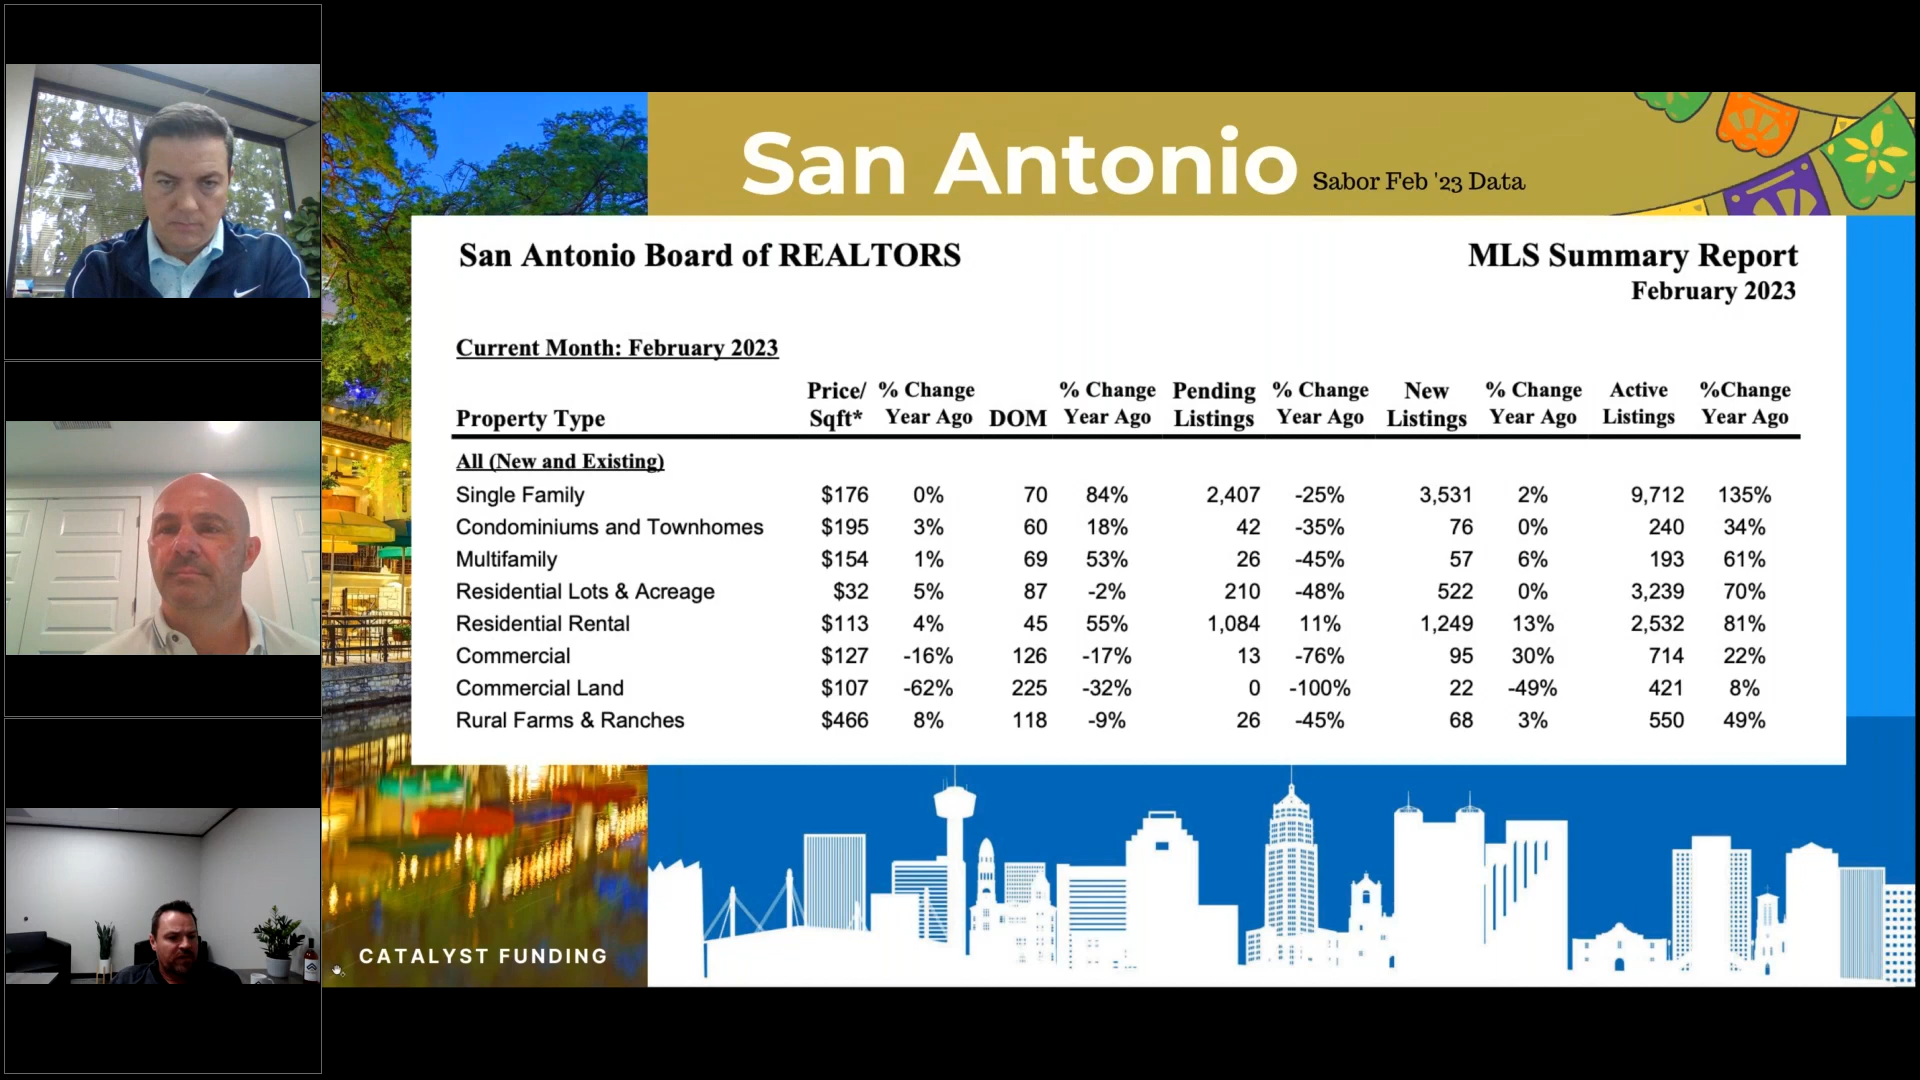 San Antonio Sabor Feb '23 Data
San Antonio Board of REALTORS MLS Summary Report
February 2023
Current Month: February 2023
Price/ % Change % Change Pending % Change New % Change Active %Change
Property Type Sqft* Year Ago DOM Year Ago Listings Year Ago Listings Year Ago Listings Year Ago
All (New and Existing)
Single Family $176 0% 70 84% 2,407 -25% 3,531 2% 9,712 135%
Condominiums and Townhomes $195 3% 60 18% 42 -35% 76 0% 240 34%
Multifamily $154 1% 69 53% 26 -45% 57 6% 193 61%
Residential Lots & Acreage $32 5% 87 -2% 210 -48% 522 0% 3,239 70%
Residential Rental $113 4% 45 55% 1,084 11% 1,249 13% 2,532 81%
Commercial $127 -16% 126 -17% 13 -76% 95 30% 714 22%
Commercial Land $107 -62% 225 -32% 0 -100% 22 -49% 421 8%
Rural Farms & Ranches $466 8% 118 -9% 26 -45% 68 3% 550 49%
CATALYST FUNDING